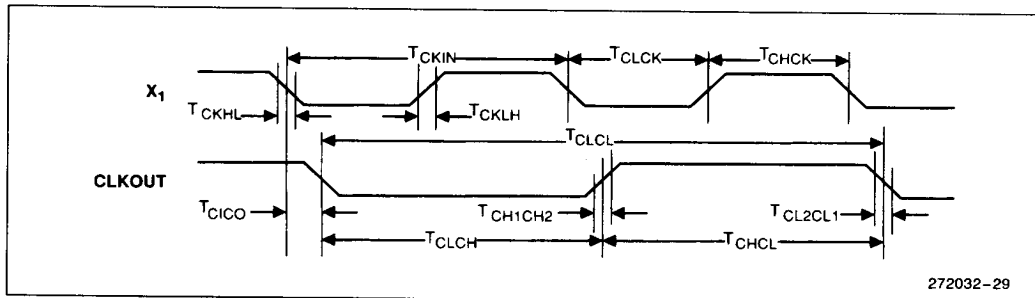 TCKIN TCLCK TCHCK
X1
TCKHL TCKLH
TCLCL
CLKOUT
TCICO TCH1CH2 TCL2CL1
TCLCH TCHCL
272032–29